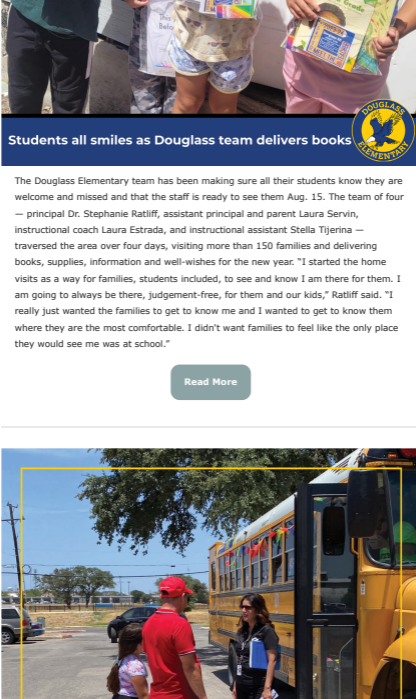 Grade
Students all smiles as Douglass team delivers books
DOUGLASS
ELEMENTARY
The Douglass Elementary team has been making sure all their students know they are
welcome and missed and that the staff is ready to see them Aug. 15. The team of four
— principal Dr. Stephanie Ratliff, assistant principal and parent Laura Servin,
instructional coach Laura Estrada, and instructional assistant Stella Tijerina —
traversed the area over four days, visiting more than 150 families and delivering
books, supplies, information and well-wishes for the new year. “I started the home
visits as a way for families, students included, to see and know I am there for them. I
am going to always be there, judgement-free, for them and our kids,” Ratliff said. “I
really just wanted the families to get to know me and I wanted to get to know them
where they are the most comfortable. I didn't want families to feel like the only place
they would see me was at school.”
Read More